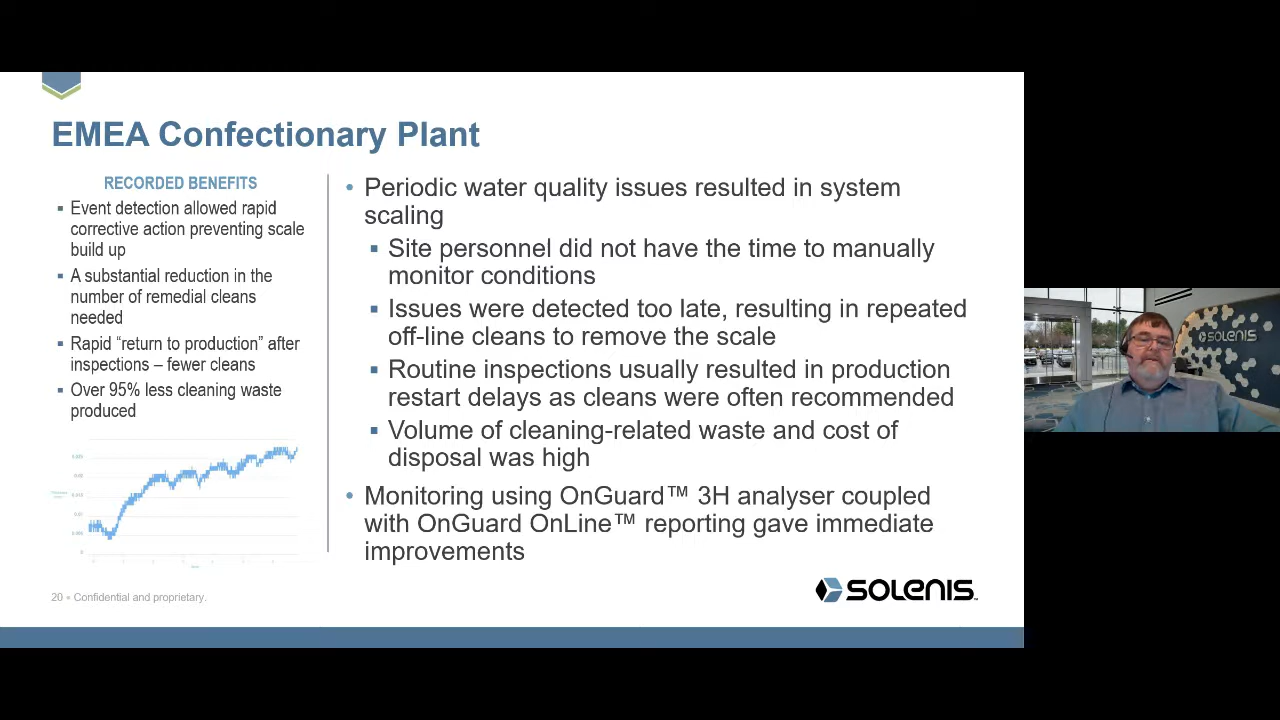 EMEA Confectionary Plant
RECORDED BENEFITS
Event detection allowed rapid
corrective action preventing scale
build up
A substantial reduction in the
number of remedial cleans
needed
Rapid “return to production” after
inspections – fewer cleans
Over 95% less cleaning waste
produced
• Periodic water quality issues resulted in system
scaling
Site personnel did not have the time to manually
monitor conditions
Issues were detected too late, resulting in repeated
off-line cleans to remove the scale
Routine inspections usually resulted in production
restart delays as cleans were often recommended
Volume of cleaning-related waste and cost of
disposal was high
• Monitoring using OnGuard™ 3H analyser coupled
with OnGuard OnLine™ reporting gave immediate
improvements
20 • Confidential and proprietary.
SOLENIS™
SOLENIS